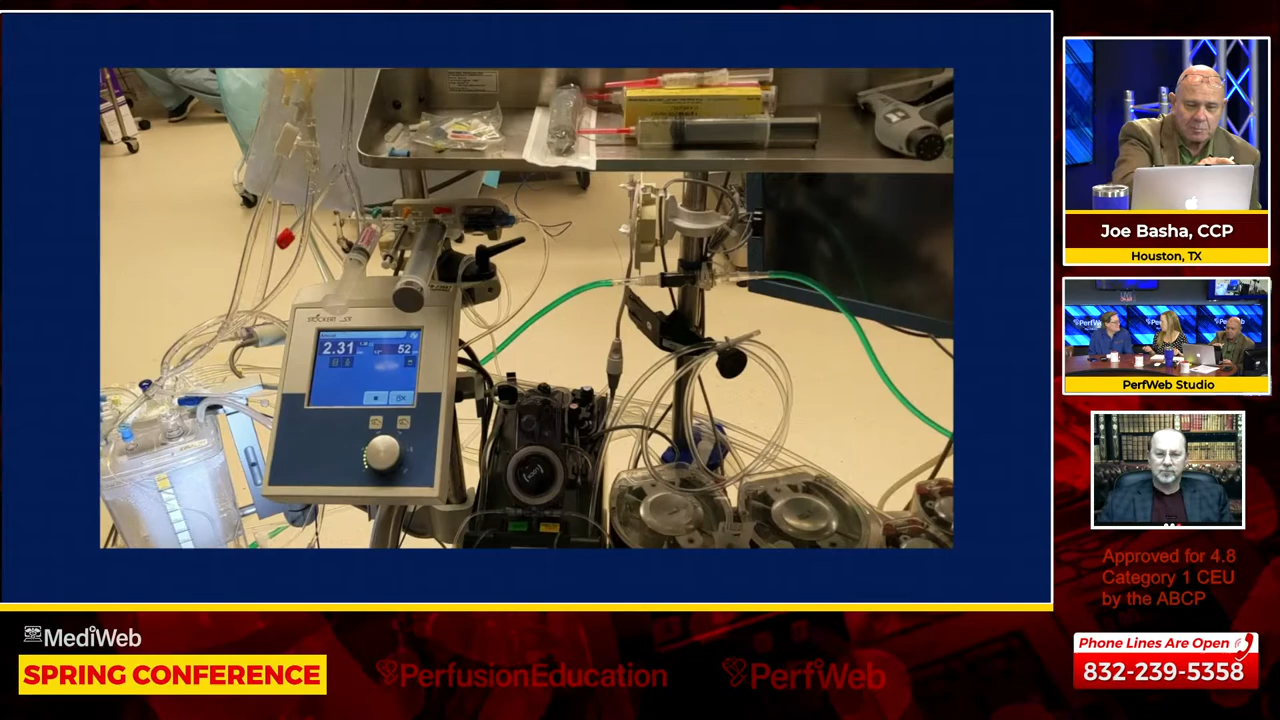 2.31
52
Joe Basha, CCP
Houston, TX
PerfWeb Studio
Approved for 4.8
Category 1 CEU
by the ABCP
MediWeb
SPRING CONFERENCE
PerfusionEducation
PerfWeb
Phone Lines Are Open
832-239-5358